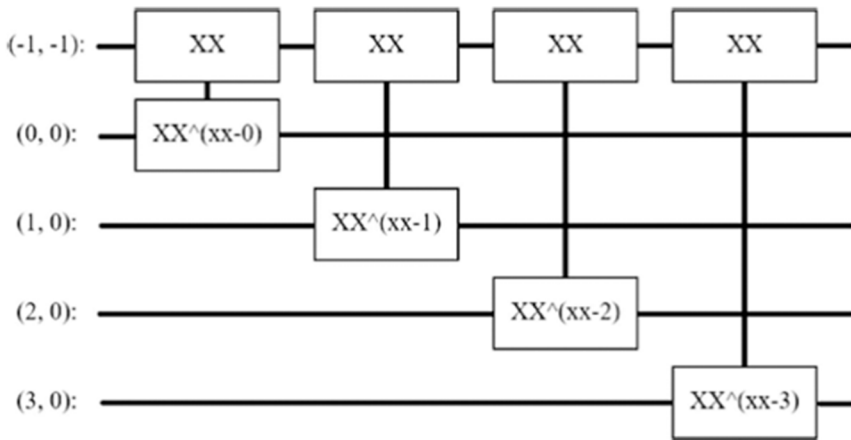 (-1, -1): XX XX XX XX
(0, 0): XX^(xx-0)
(1, 0): XX^(xx-1)
(2, 0): XX^(xx-2)
(3, 0): XX^(xx-3)